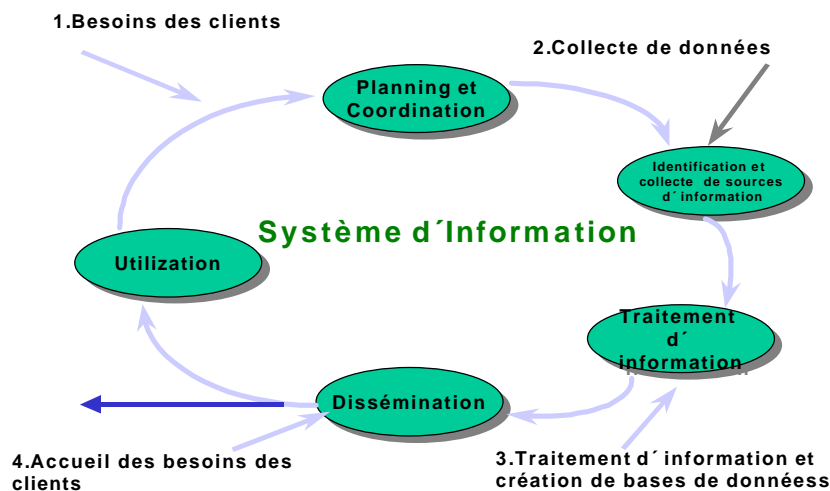 1.Besoins des clients
2.Collecte de données
Planning et
Coordination
Identification et
collecte de sources
d´information
Système d´Information
Utilization
Traitement
d´
information
Dissémination
4.Accueil des besoins des
clients
3.Traitement d´ information et
création de bases de donnéess